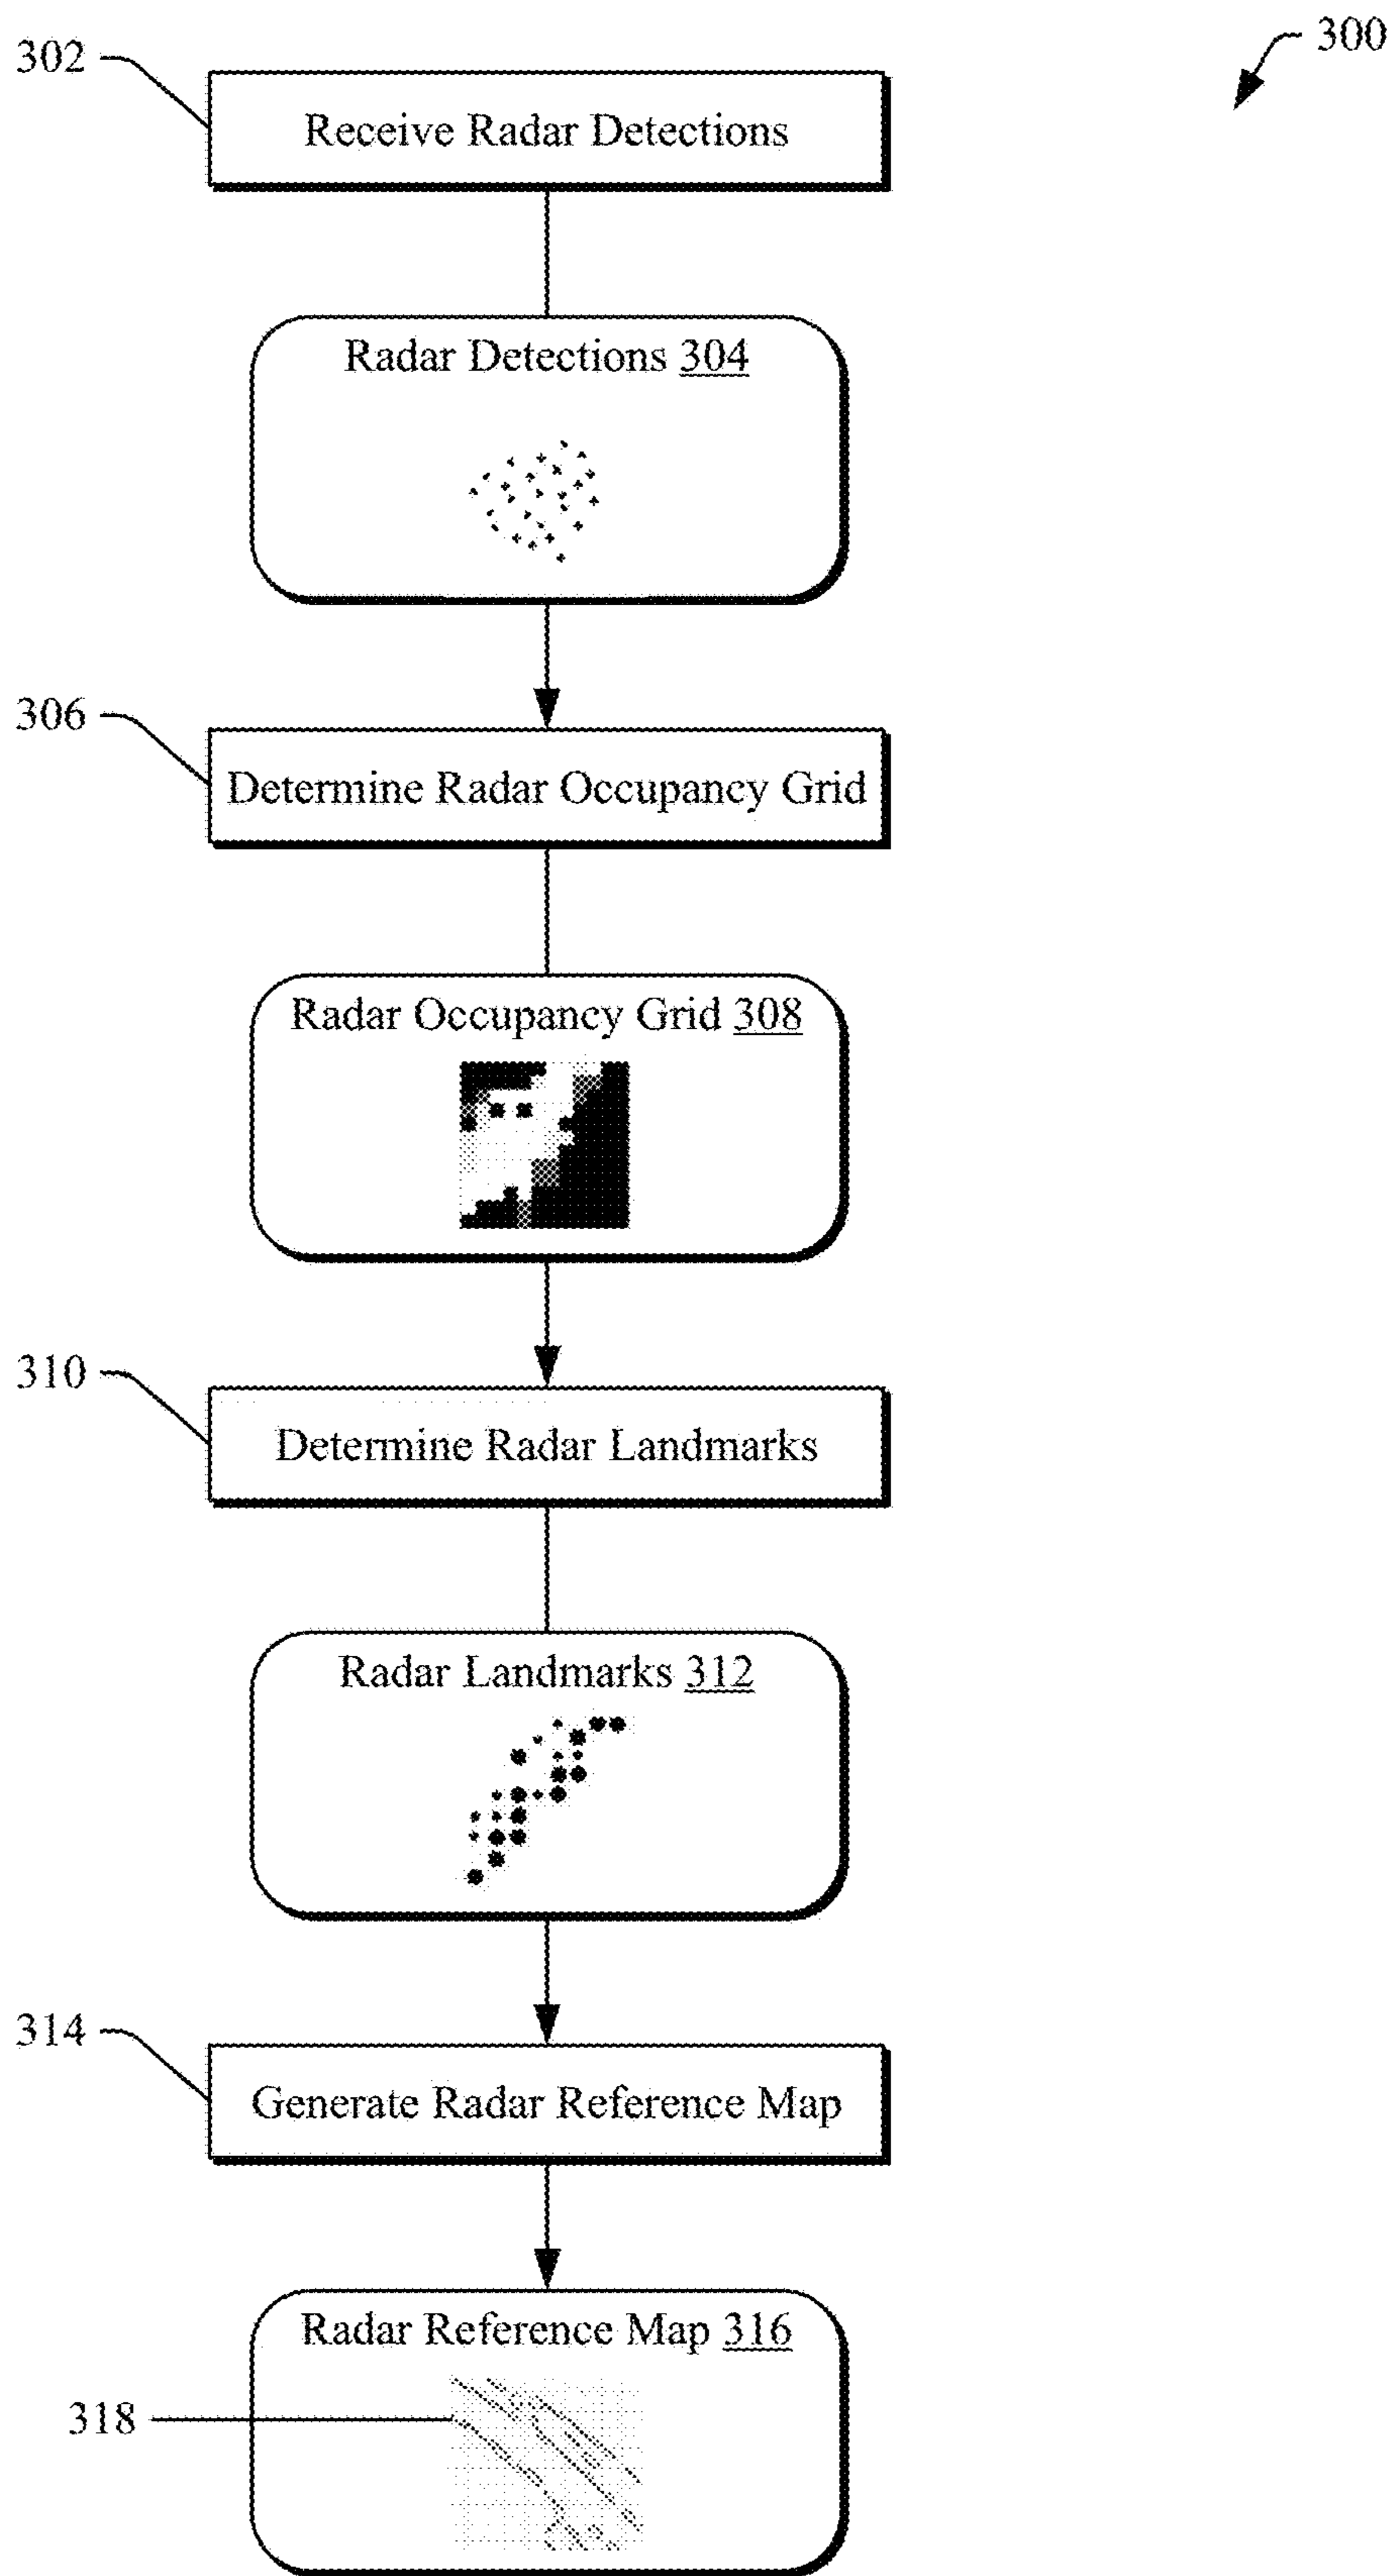 300
302
Receive Radar Detections
Radar Detections 304
306
Determine Radar Occupancy Grid
Radar Occupancy Grid 308
310
Determine Radar Landmarks
Radar Landmarks 312
314
Generate Radar Reference Map
Radar Reference Map 316
318